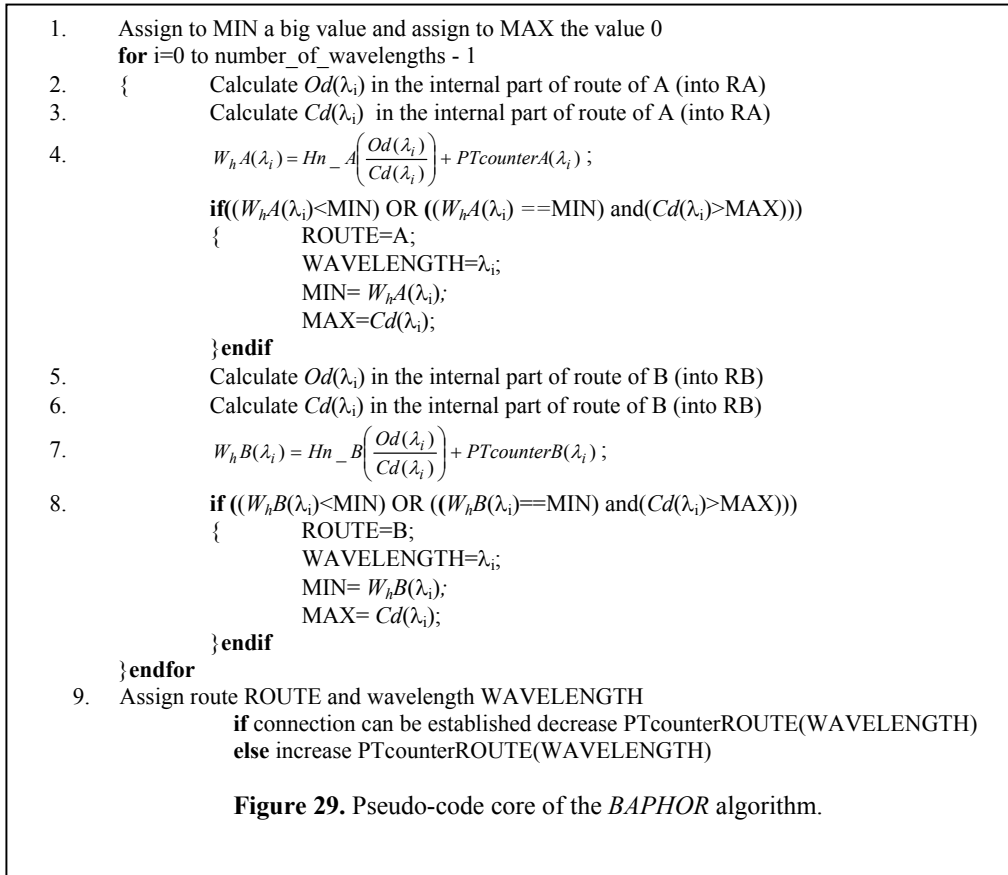 1. Assign to MIN a big value and assign to MAX the value 0
for i=0 to number_of_wavelengths - 1
2. { Calculate Od(λi) in the internal part of route of A (into RA)
3. Calculate Cd(λi) in the internal part of route of A (into RA)
4. WhA(λi) = Hn _ A(Od(λi)/Cd(λi)) + PTcounterA(λi) ;
if((WhA(λi)<MIN) OR ((WhA(λi) ==MIN) and(Cd(λi)>MAX)))
{ ROUTE=A;
WAVELENGTH=λi;
MIN= WhA(λi);
MAX=Cd(λi);
}endif
5. Calculate Od(λi) in the internal part of route of B (into RB)
6. Calculate Cd(λi) in the internal part of route of B (into RB)
7. WhB(λi) = Hn _ B(Od(λi)/Cd(λi)) + PTcounterB(λi) ;
8. if ((WhB(λi)<MIN) OR ((WhB(λi)==MIN) and(Cd(λi)>MAX)))
{ ROUTE=B;
WAVELENGTH=λi;
MIN= WhB(λi);
MAX= Cd(λi);
}endif
}endfor
9. Assign route ROUTE and wavelength WAVELENGTH
if connection can be established decrease PTcounterROUTE(WAVELENGTH)
else increase PTcounterROUTE(WAVELENGTH)
Figure 29. Pseudo-code core of the BAPHOR algorithm.